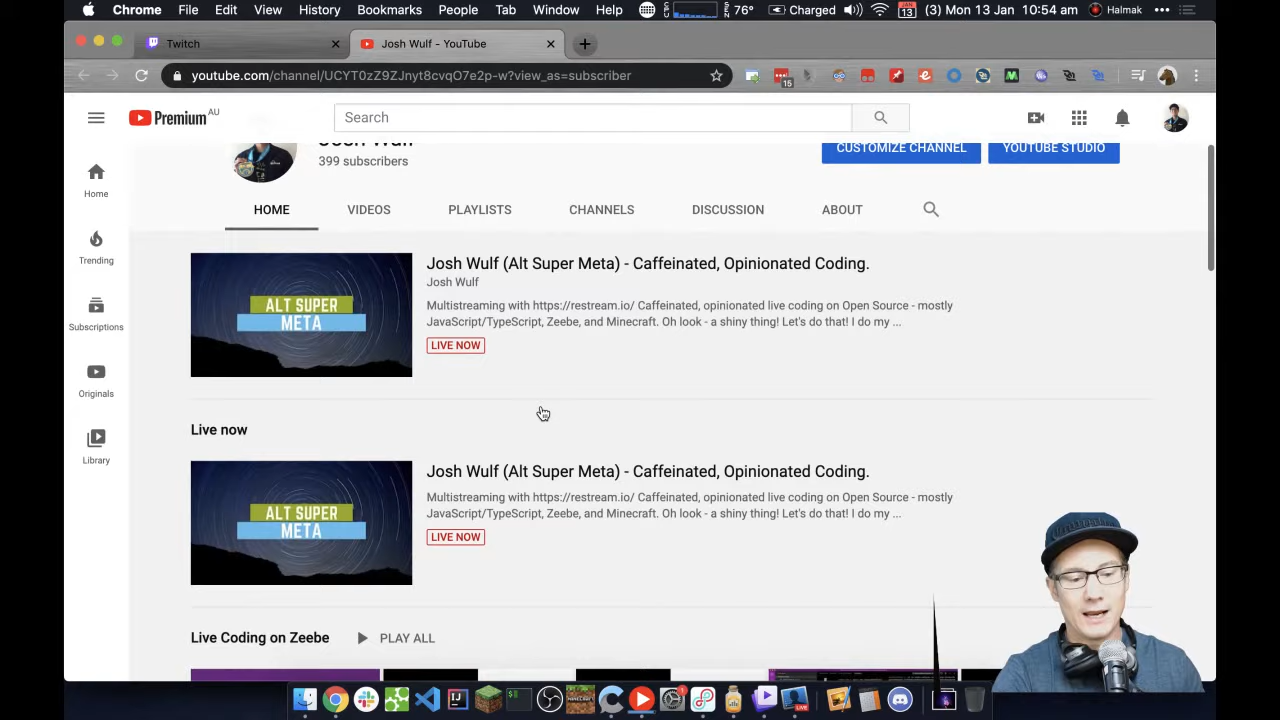 Chrome File Edit View History Bookmarks People Tab Window Help 76° Charged JAN 13 (3) Mon 13 Jan 10:54 am Halmak
Twitch Josh Wulf - YouTube
youtube.com/channel/UCYT0zZ9ZJnyt8cvqO7e2p-w?view_as=subscriber 15
Premium AU Search
Josh Wulf
399 subscribers CUSTOMIZE CHANNEL YOUTUBE STUDIO
Home
HOME VIDEOS PLAYLISTS CHANNELS DISCUSSION ABOUT
Trending
Subscriptions
Originals
Library
ALT SUPER
META
Josh Wulf (Alt Super Meta) - Caffeinated, Opinionated Coding.
Josh Wulf
Multistreaming with https://restream.io/ Caffeinated, opinionated live coding on Open Source - mostly
JavaScript/TypeScript, Zeebe, and Minecraft. Oh look - a shiny thing! Let's do that! I do my ...
LIVE NOW
Live now
ALT SUPER
META
Josh Wulf (Alt Super Meta) - Caffeinated, Opinionated Coding.
Multistreaming with https://restream.io/ Caffeinated, opinionated live coding on Open Source - mostly
JavaScript/TypeScript, Zeebe, and Minecraft. Oh look - a shiny thing! Let's do that! I do my ...
LIVE NOW
Live Coding on Zeebe PLAY ALL